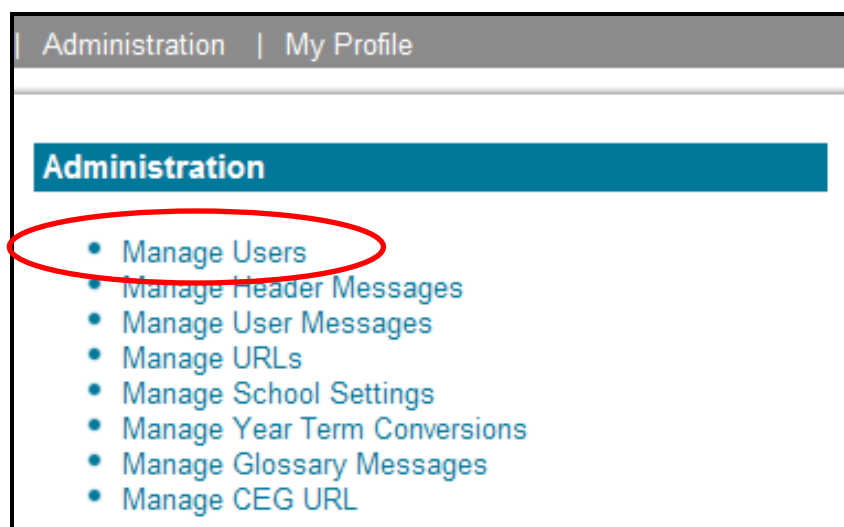 | Administration | My Profile
Administration
• Manage Users
• Manage Header Messages
• Manage User Messages
• Manage URLs
• Manage School Settings
• Manage Year Term Conversions
• Manage Glossary Messages
• Manage CEG URL